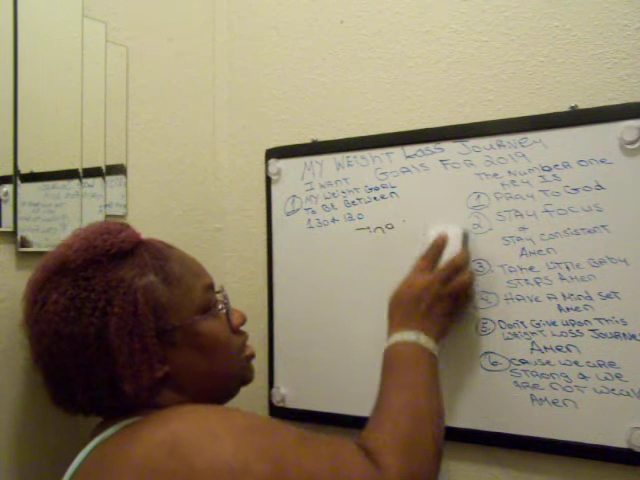 MY WEIGHT LOSS JOURNEY
GOALS FOR 2019
I WANT
① MY WEIGHT GOAL
TO BE BETWEEN
130 & 120
THE NUMBER ONE
KEY IS
① PRAY TO GOD
② STAY FOCUS
&
STAY CONSISTENT
AMEN
③ TAKE LITTLE BABY
STEPS AMEN
④ HAVE A MIND SET
AMEN
⑤ DON'T GIVE UP ON THIS
WEIGHT LOSS JOURNEY
AMEN
⑥ CAUSE WE ARE
STRONG & WE
ARE NOT WEAK
AMEN